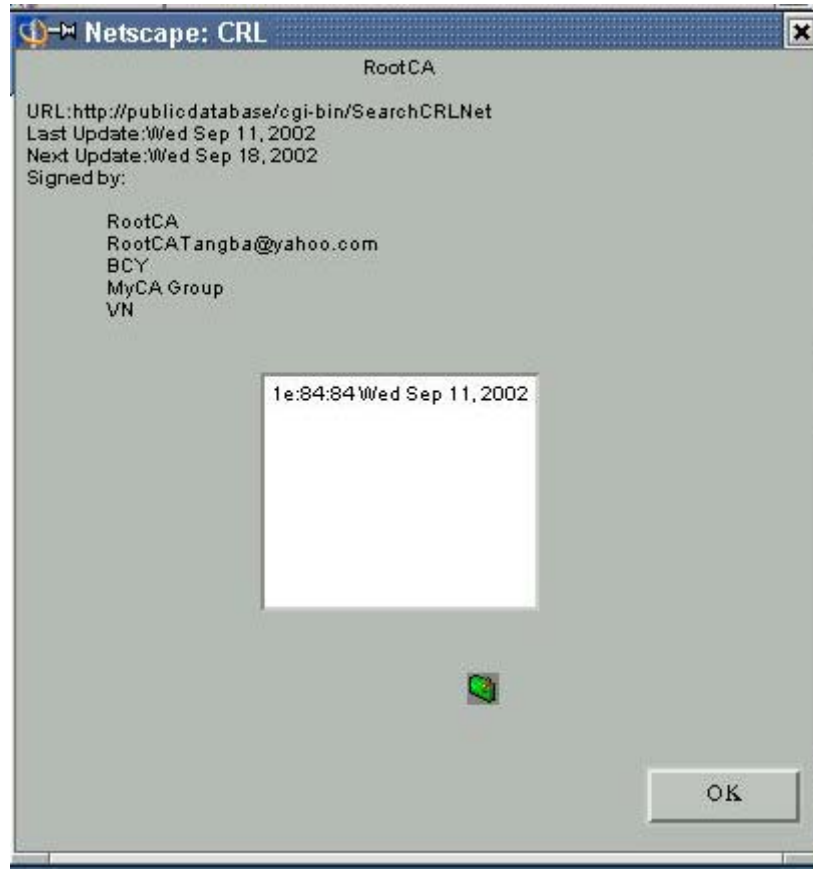 Netscape: CRL
RootCA
URL:http://publicdatabase/cgi-bin/SearchCRLNet
Last Update:Wed Sep 11, 2002
Next Update:Wed Sep 18, 2002
Signed by:
RootCA
RootCATangba@yahoo.com
BCY
MyCA Group
VN
1e:84:84 Wed Sep 11, 2002
OK